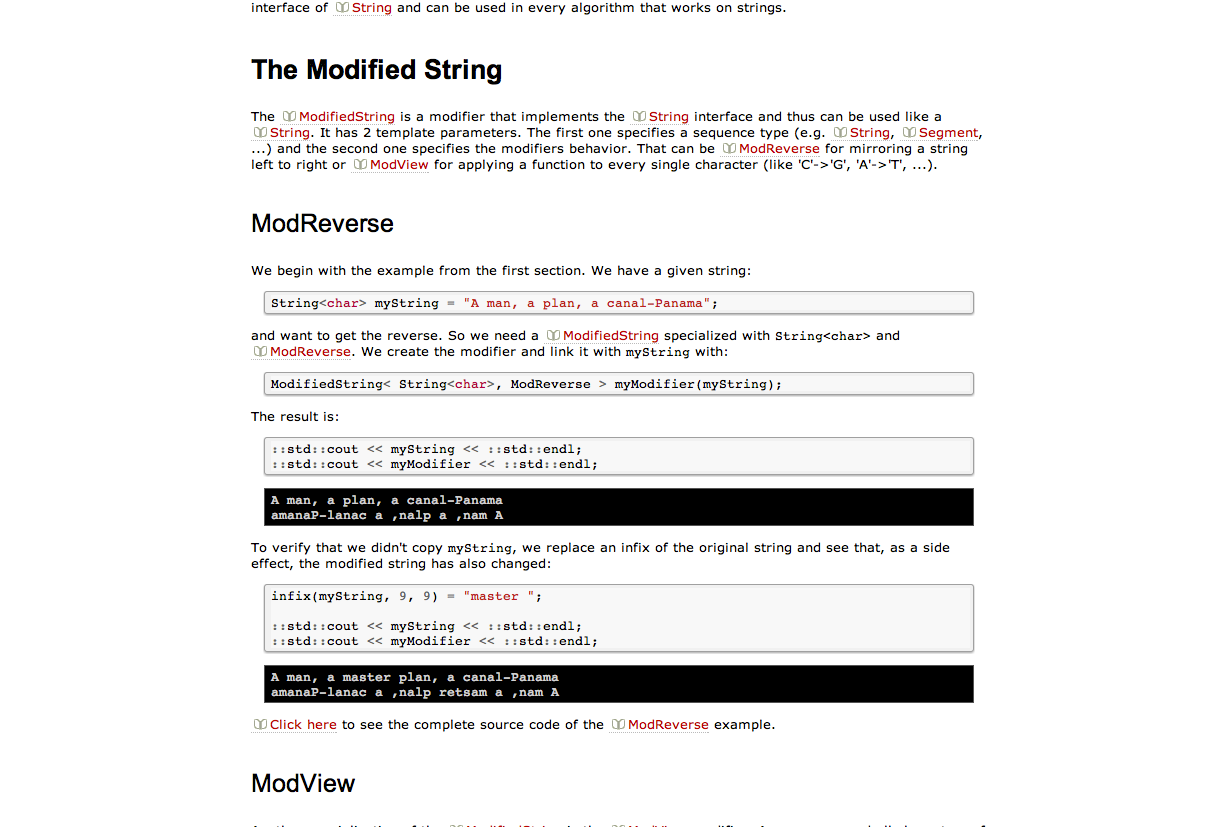 interface of String and can be used in every algorithm that works on strings.
The Modified String
The ModifiedString is a modifier that implements the String interface and thus can be used like a
String. It has 2 template parameters. The first one specifies a sequence type (e.g. String, Segment,
...) and the second one specifies the modifiers behavior. That can be ModReverse for mirroring a string
left to right or ModView for applying a function to every single character (like 'C'->'G', 'A'->'T', ...).
ModReverse
We begin with the example from the first section. We have a given string:
String<char> myString = "A man, a plan, a canal-Panama";
and want to get the reverse. So we need a ModifiedString specialized with String<char> and
ModReverse. We create the modifier and link it with myString with:
ModifiedString< String<char>, ModReverse > myModifier(myString);
The result is:
::std::cout << myString << ::std::endl;
::std::cout << myModifier << ::std::endl;
A man, a plan, a canal-Panama
amanaP-lanac a ,nalp a ,nam A
To verify that we didn't copy myString, we replace an infix of the original string and see that, as a side
effect, the modified string has also changed:
infix(myString, 9, 9) = "master ";
::std::cout << myString << ::std::endl;
::std::cout << myModifier << ::std::endl;
A man, a master plan, a canal-Panama
amanaP-lanac a ,nalp retsam a ,nam A
Click here to see the complete source code of the ModReverse example.
ModView